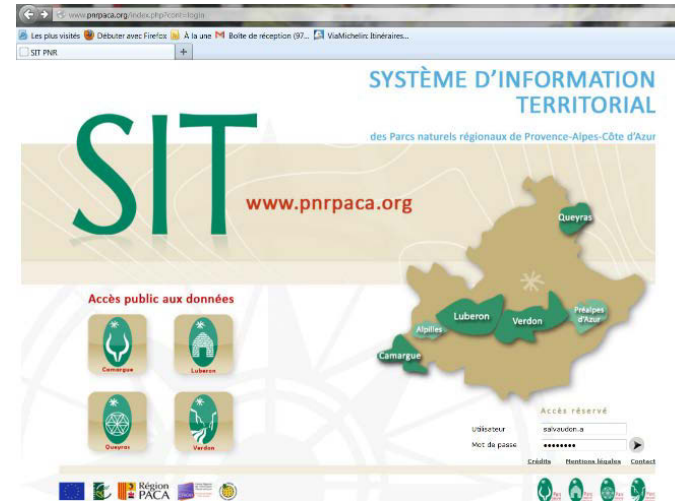 www.pnrpaca.org/index.php?cont=login
Les plus visités Débuter avec Firefox À la une Boîte de réception (97... ViaMichelin: Itinéraires...
SIT PNR
SYSTÈME D'INFORMATION
TERRITORIAL
des Parcs naturels régionaux de Provence-Alpes-Côte d'Azur
SIT
www.pnrpaca.org
Queyras
Accès public aux données
Luberon
Verdon
Préalpes
d'Azur
Alpilles
Camargue
Camargue
Luberon
Queyras
Verdon
Accès réservé
Utilisateur
salvaudon.a
Mot de passe
••••••••
Crédits Mentions légales Contact
Région
PACA